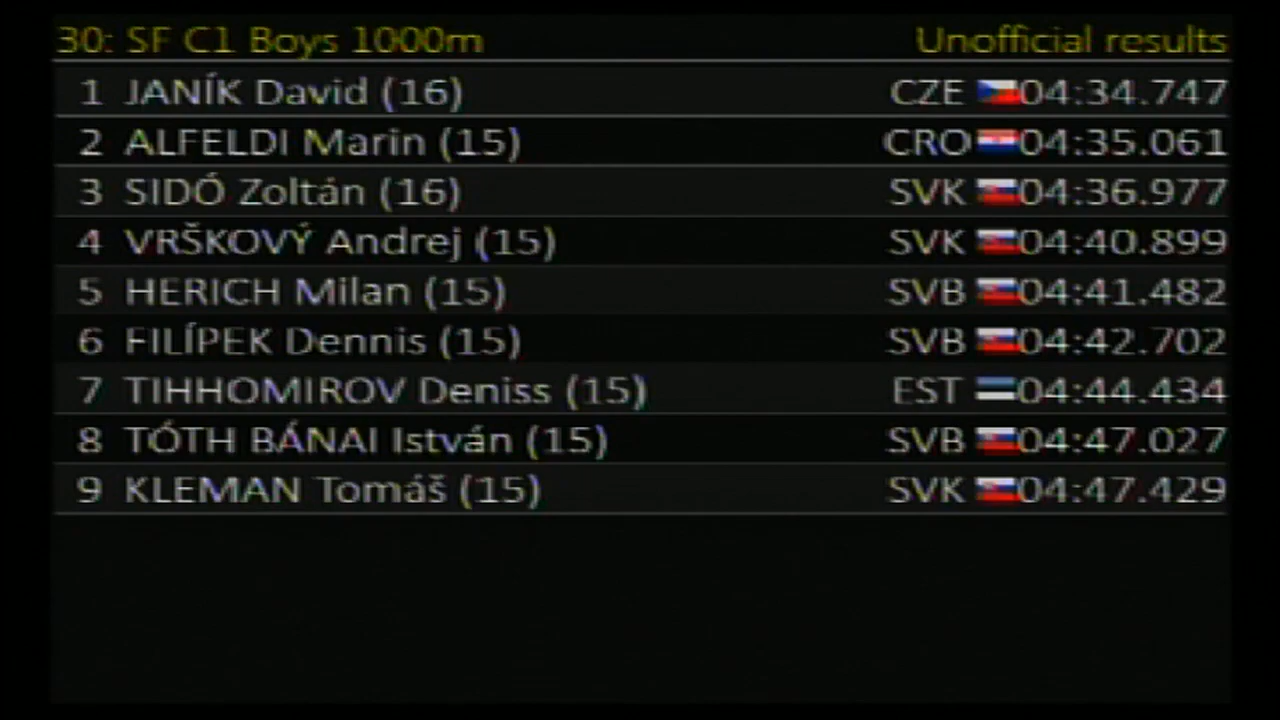 30: SF C1 Boys 1000m Unofficial results
1 JANÍK David (16) CZE 04:34.747
2 ALFELDI Marin (15) CRO 04:35.061
3 SIDÓ Zoltán (16) SVK 04:36.977
4 VRŠKOVÝ Andrej (15) SVK 04:40.899
5 HERICH Milan (15) SVB 04:41.482
6 FILÍPEK Dennis (15) SVB 04:42.702
7 TIHHOMIROV Deniss (15) EST 04:44.434
8 TÓTH BÁNAI István (15) SVB 04:47.027
9 KLEMAN Tomáš (15) SVK 04:47.429